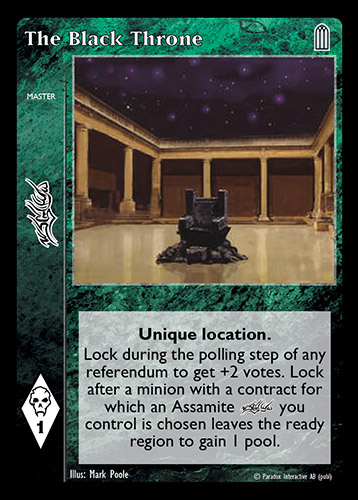 The Black Throne
MASTER
Unique location.
Lock during the polling step of any
referendum to get +2 votes. Lock
after a minion with a contract for
which an Assamite you
control is chosen leaves the ready
region to gain 1 pool.
1
Illus: Mark Poole
© Paradox Interactive AB (publ)